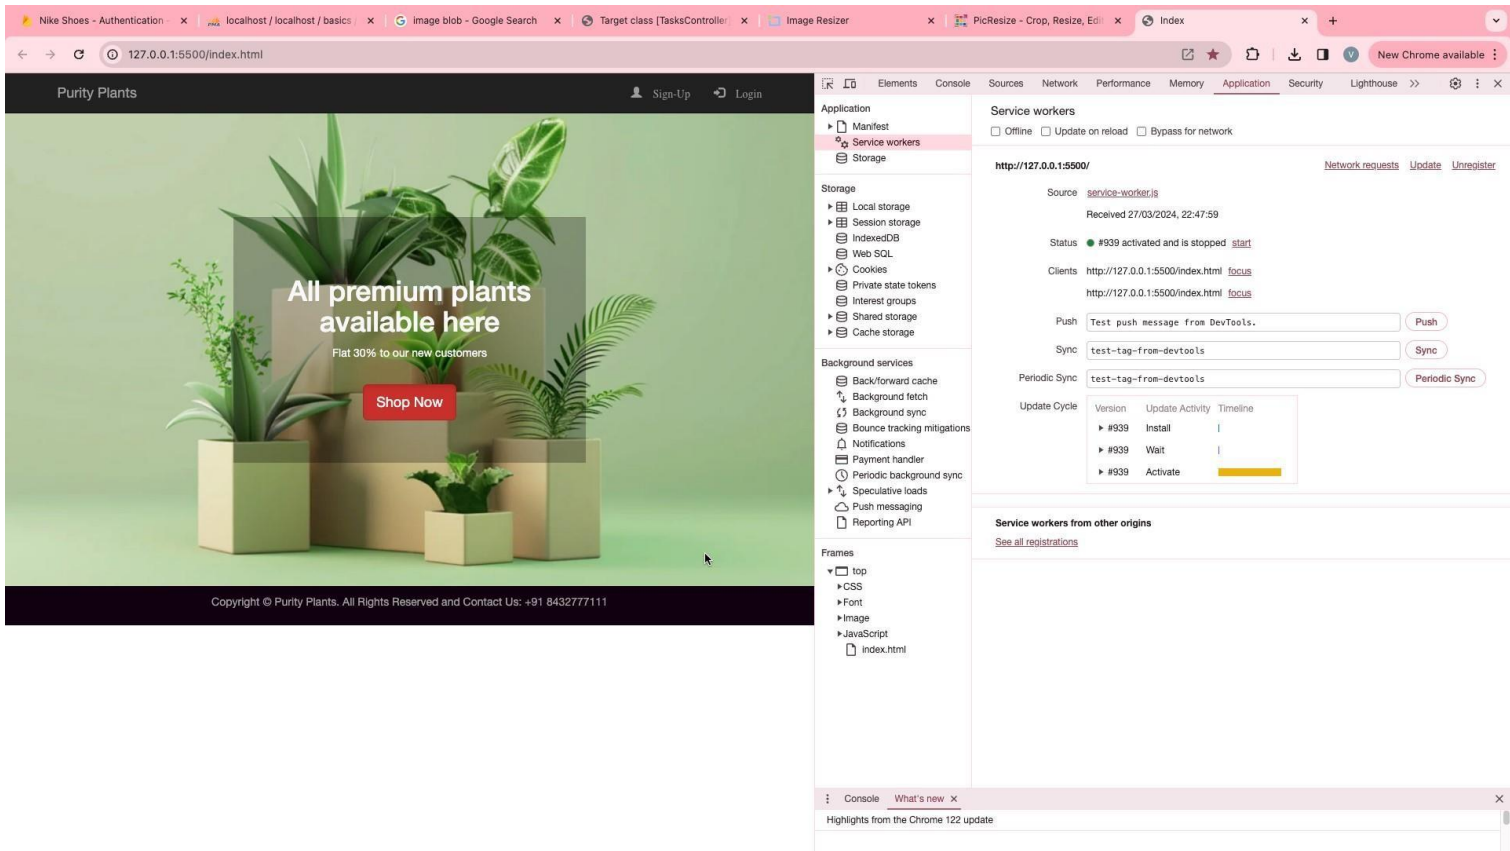 Nike Shoes - Authentication -
localhost / localhost / basics
image blob - Google Search
Target class [TasksController]
Image Resizer
PicResize - Crop, Resize, Edi
Index
127.0.0.1:5500/index.html
V
New Chrome available
Purity Plants
Sign-Up
Login
All premium plants
available here
Flat 30% to our new customers
Shop Now
Copyright © Purity Plants. All Rights Reserved and Contact Us: +91 8432777111
Elements
Console
Sources
Network
Performance
Memory
Application
Security
Lighthouse
Application
Manifest
Service workers
Storage
Storage
Local storage
Session storage
IndexedDB
Web SQL
Cookies
Private state tokens
Interest groups
Shared storage
Cache storage
Background services
Back/forward cache
Background fetch
Background sync
Bounce tracking mitigations
Notifications
Payment handler
Periodic background sync
Speculative loads
Push messaging
Reporting API
Frames
top
CSS
Font
Image
JavaScript
index.html
Service workers
Offline Update on reload Bypass for network
http://127.0.0.1:5500/ Network requests Update Unregister
Source service-worker.js
Received 27/03/2024, 22:47:59
Status #939 activated and is stopped start
Clients http://127.0.0.1:5500/index.html focus
http://127.0.0.1:5500/index.html focus
Push Test push message from DevTools. Push
Sync test-tag-from-devtools Sync
Periodic Sync test-tag-from-devtools Periodic Sync
Update Cycle Version Update Activity Timeline
#939 Install
#939 Wait
#939 Activate
Service workers from other origins
See all registrations
Console What's new
Highlights from the Chrome 122 update